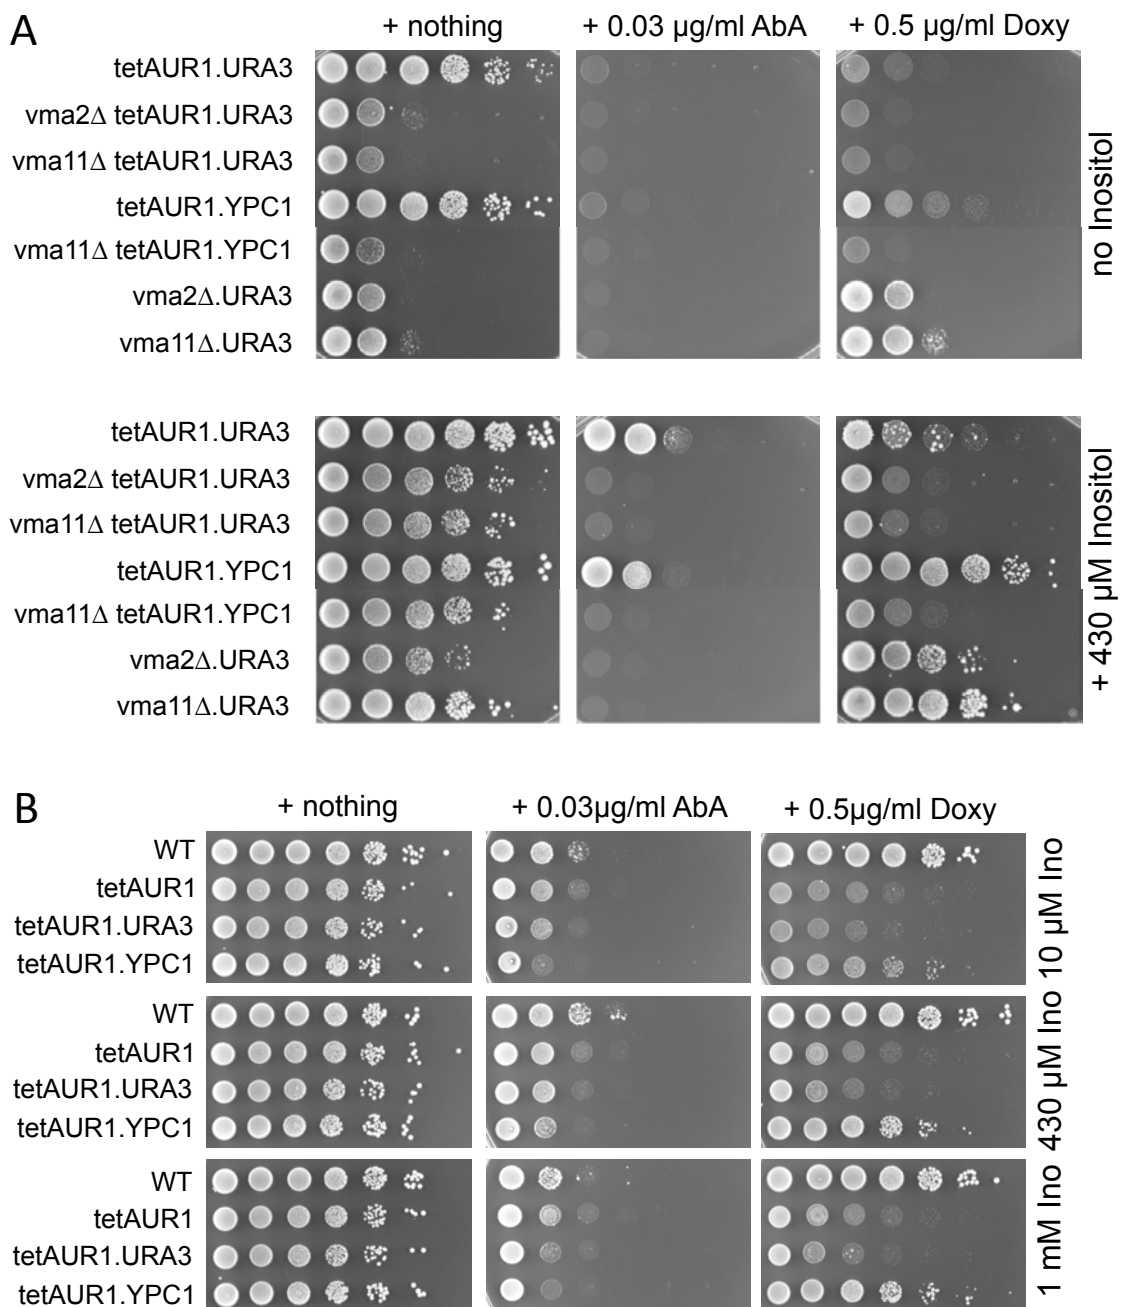 A
+ nothing
+ 0.03 µg/ml AbA
+ 0.5 µg/ml Doxy
tetAUR1.URA3
vma2Δ tetAUR1.URA3
vma11Δ tetAUR1.URA3
tetAUR1.YPC1
vma11Δ tetAUR1.YPC1
vma2Δ.URA3
vma11Δ.URA3
no Inositol
tetAUR1.URA3
vma2Δ tetAUR1.URA3
vma11Δ tetAUR1.URA3
tetAUR1.YPC1
vma11Δ tetAUR1.YPC1
vma2Δ.URA3
vma11Δ.URA3
+ 430 µM Inositol
B
+ nothing
+ 0.03µg/ml AbA
+ 0.5µg/ml Doxy
WT
tetAUR1
tetAUR1.URA3
tetAUR1.YPC1
10 µM Ino
WT
tetAUR1
tetAUR1.URA3
tetAUR1.YPC1
430 µM Ino
WT
tetAUR1
tetAUR1.URA3
tetAUR1.YPC1
1 mM Ino